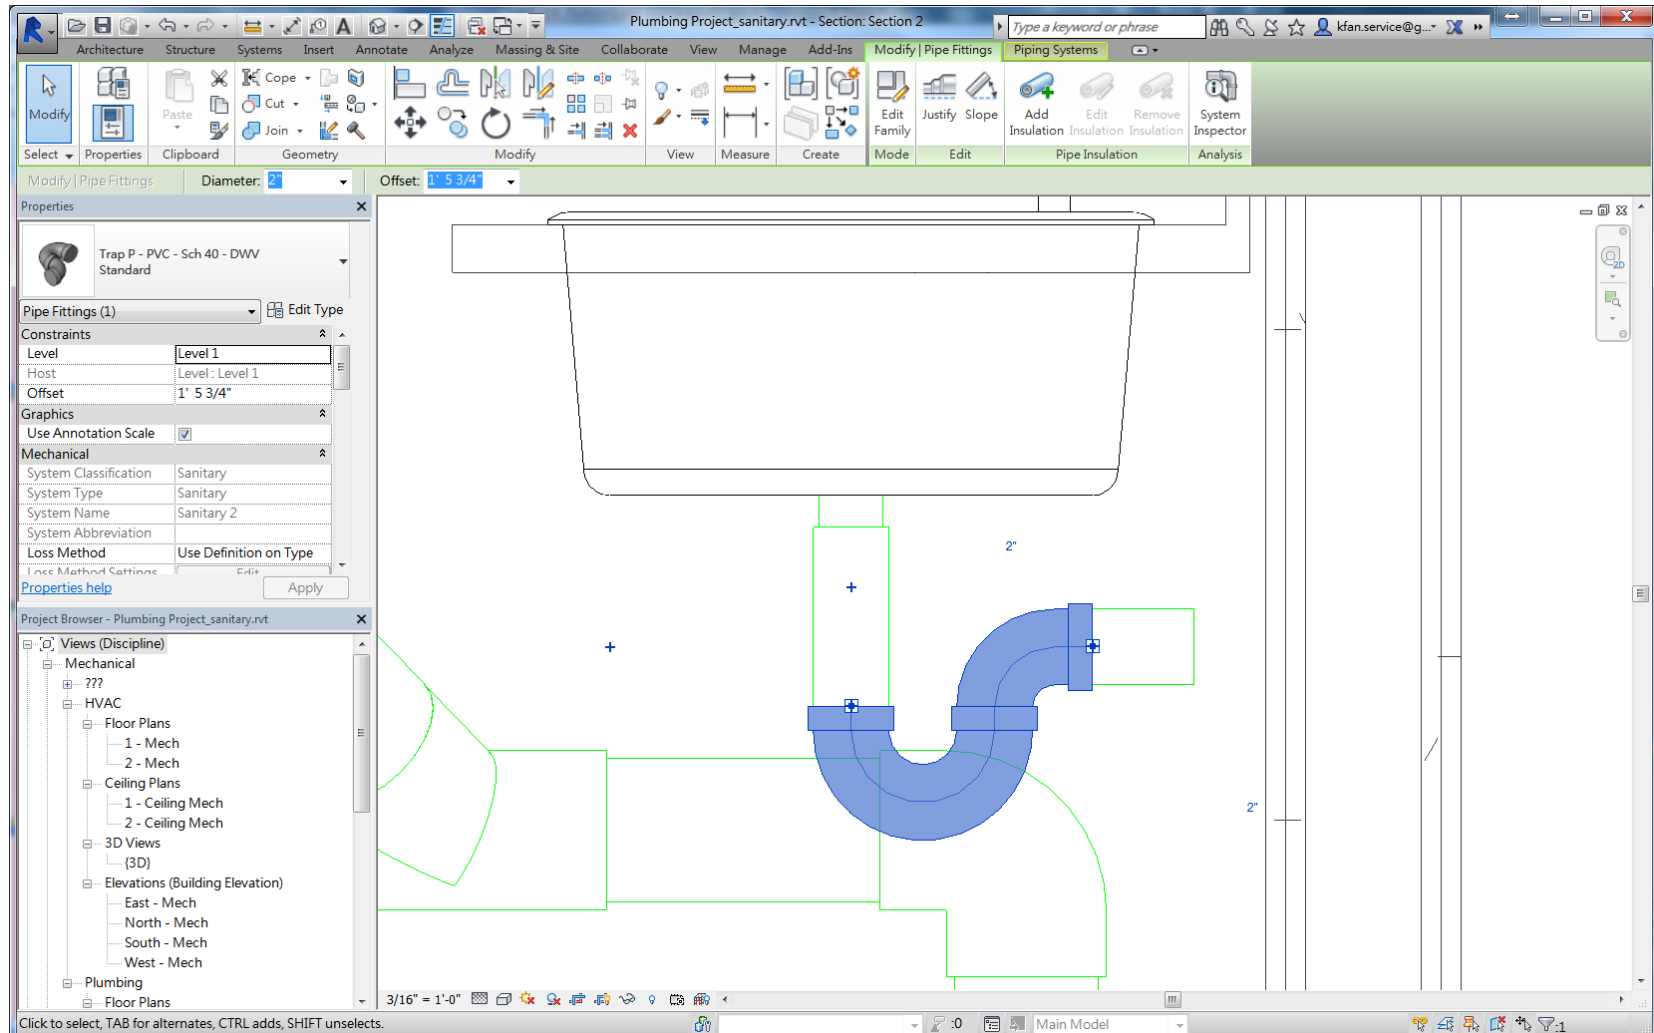 Plumbing Project_sanitary.rvt - Section: Section 2
Type a keyword or phrase
kfan.service@g...
Architecture Structure Systems Insert Annotate Analyze Massing & Site Collaborate View Manage Add-Ins Modify | Pipe Fittings Piping Systems
Modify
Paste
Cope
Cut
Join
Edit Family
Justify
Slope
Add Insulation
Edit Insulation
Remove Insulation
System Inspector
Select Properties Clipboard Geometry Modify View Measure Create Mode Edit Pipe Insulation Analysis
Modify | Pipe Fittings Diameter: 2" Offset: 1' 5 3/4"
Properties
Trap P - PVC - Sch 40 - DWV
Standard
Pipe Fittings (1) Edit Type
Constraints
Level Level 1
Host Level : Level 1
Offset 1' 5 3/4"
Graphics
Use Annotation Scale
Mechanical
System Classification Sanitary
System Type Sanitary
System Name Sanitary 2
System Abbreviation
Loss Method Use Definition on Type
Loss Method Settings Edit
Properties help Apply
Project Browser - Plumbing Project_sanitary.rvt
Views (Discipline)
Mechanical
???
HVAC
Floor Plans
1 - Mech
2 - Mech
Ceiling Plans
1 - Ceiling Mech
2 - Ceiling Mech
3D Views
{3D}
Elevations (Building Elevation)
East - Mech
North - Mech
South - Mech
West - Mech
Plumbing
Floor Plans
2"
2"
2D
3/16" = 1'-0"
Click to select, TAB for alternates, CTRL adds, SHIFT unselects.
:0
Main Model
:1